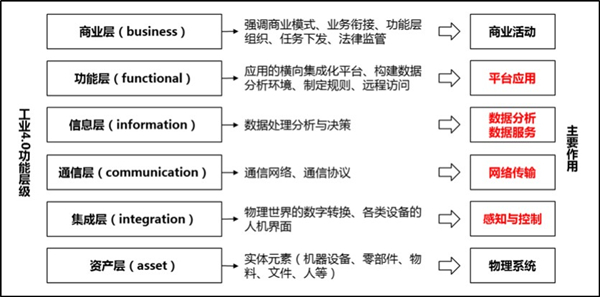 工业4.0功能层级
商业层（business）
强调商业模式、业务衔接、功能层
组织、任务下发、法律监管
商业活动
功能层（functional）
应用的横向集成化平台、构建数据
分析环境、制定规则、远程访问
平台应用
信息层（information）
数据处理分析与决策
数据分析
数据服务
通信层（communication）
通信网络、通信协议
网络传输
集成层（integration）
物理世界的数字转换、各类设备的
人机界面
感知与控制
资产层（asset）
实体元素（机器设备、零部件、物
料、文件、人等）
物理系统
主要作用